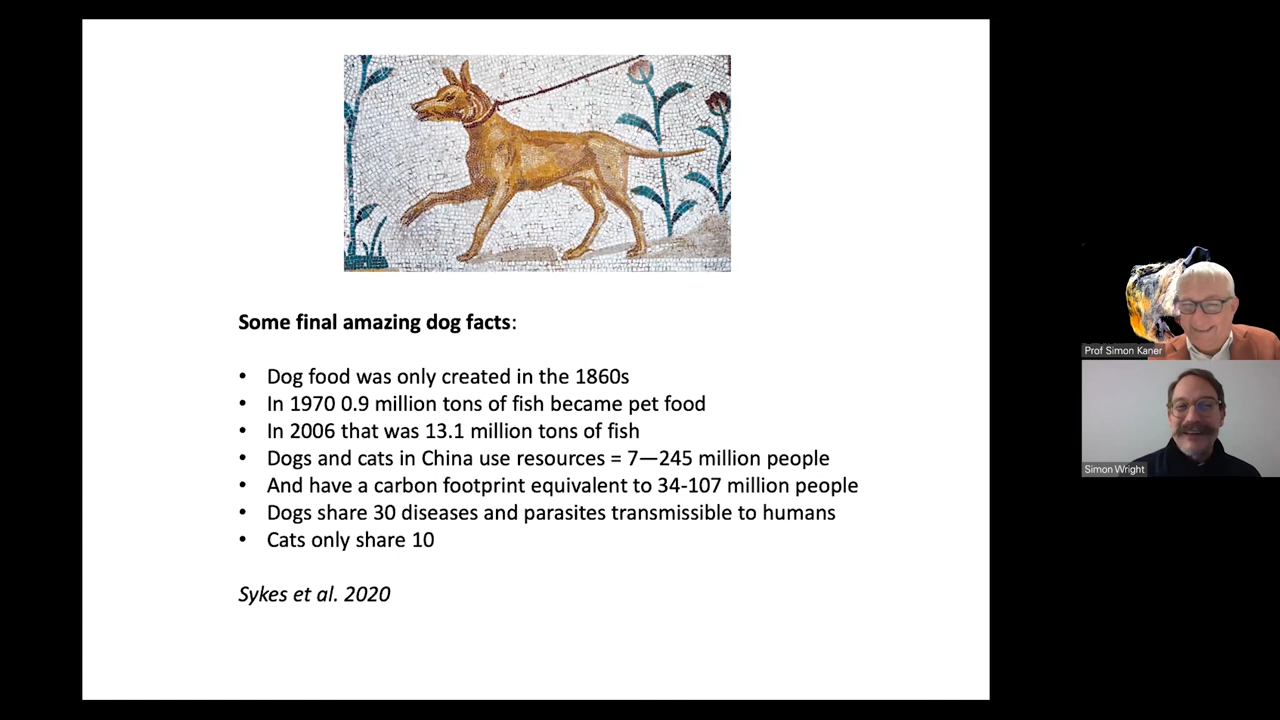 Some final amazing dog facts:
• Dog food was only created in the 1860s
• In 1970 0.9 million tons of fish became pet food
• In 2006 that was 13.1 million tons of fish
• Dogs and cats in China use resources = 7—245 million people
• And have a carbon footprint equivalent to 34-107 million people
• Dogs share 30 diseases and parasites transmissible to humans
• Cats only share 10
Sykes et al. 2020
Prof Simon Kaner
Simon Wright